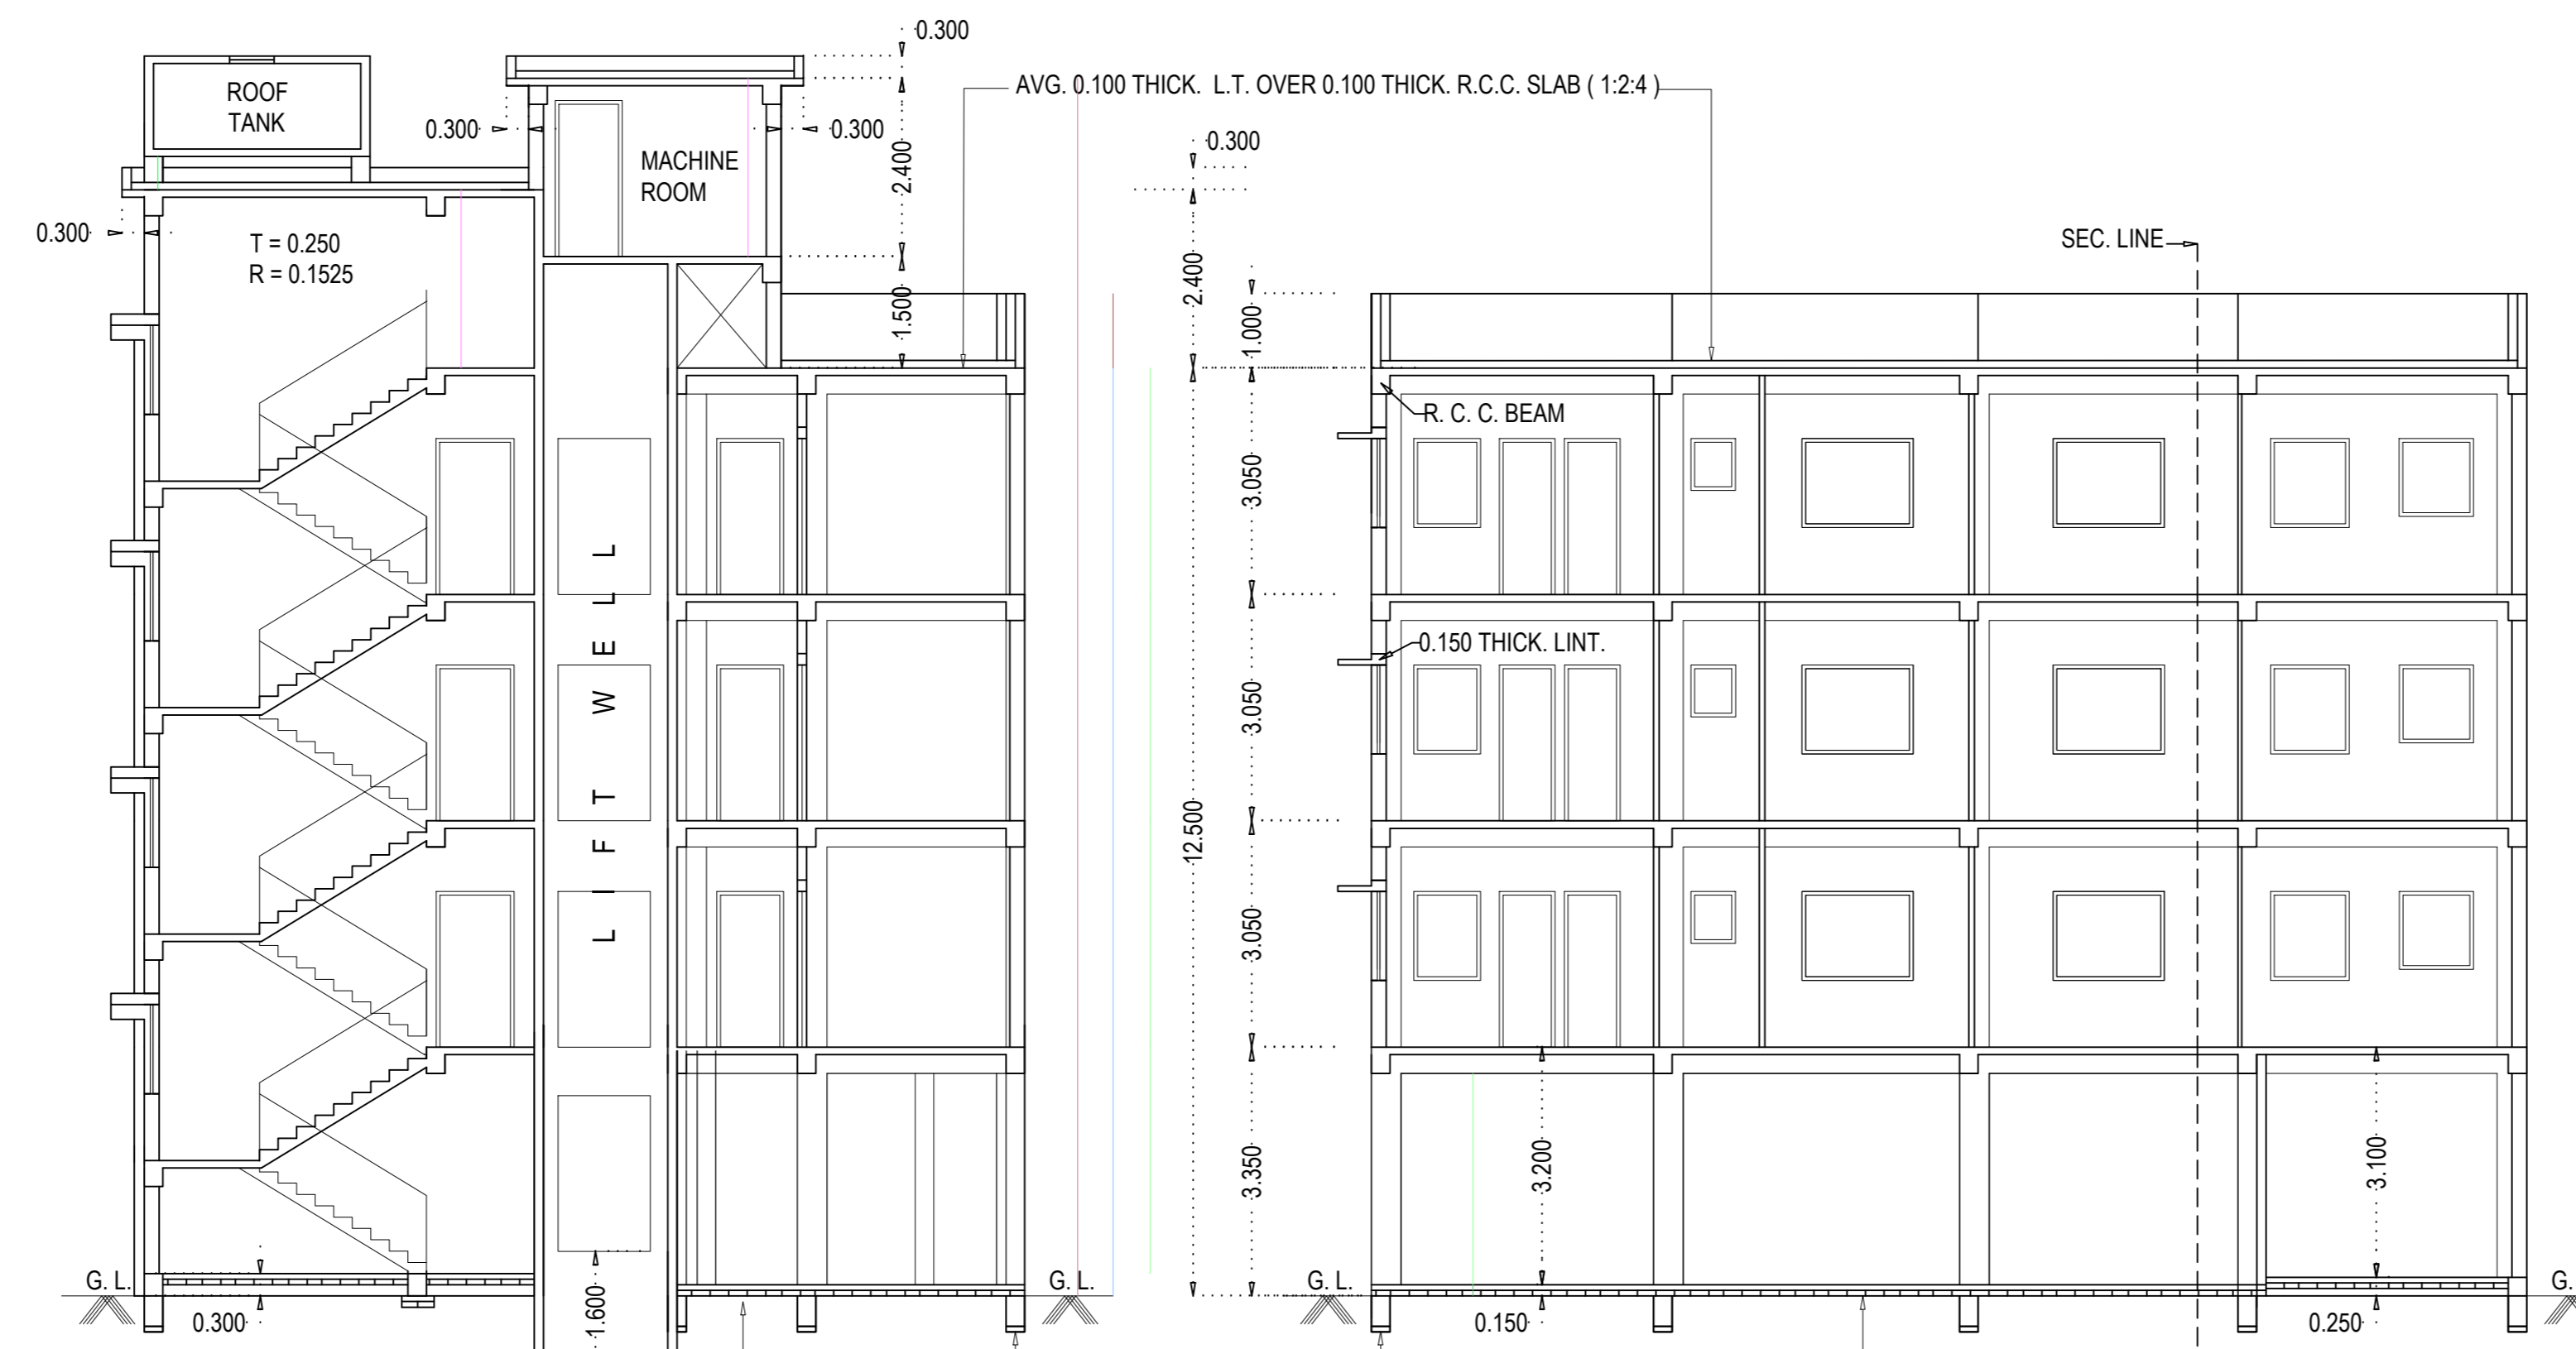 0.300
ROOF
TANK
AVG. 0.100 THICK. L.T. OVER 0.100 THICK. R.C.C. SLAB ( 1:2:4 )
0.300
0.300
0.300
MACHINE
ROOM
2.400
0.300
T = 0.250
R = 0.1525
SEC. LINE
2.400
1.500
1.000
R. C. C. BEAM
3.050
LIFT WELL
0.150 THICK. LINT.
3.050
12.500
3.050
3.350
3.200
3.100
G. L.
G. L.
G. L.
G.
0.300
1.600
0.150
0.250